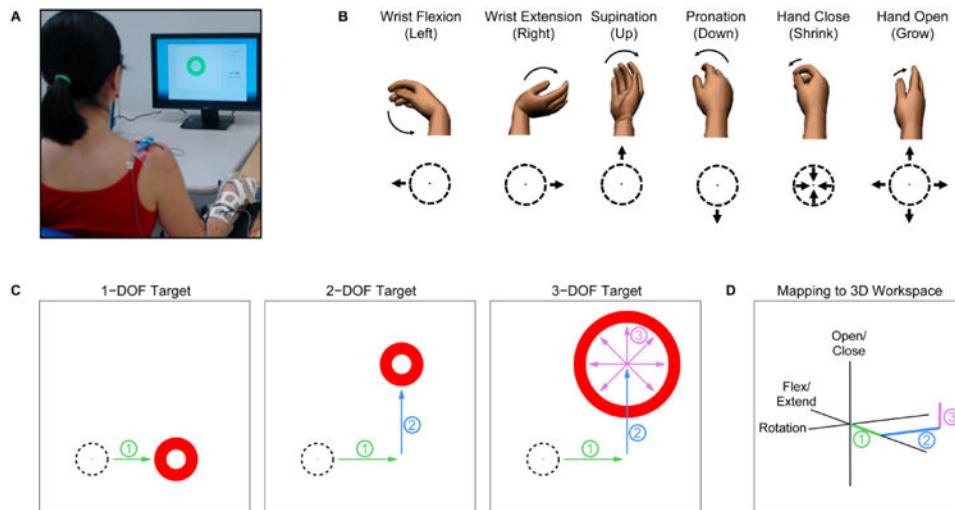 A
B
Wrist Flexion
(Left)
Wrist Extension
(Right)
Supination
(Up)
Pronation
(Down)
Hand Close
(Shrink)
Hand Open
(Grow)
C
1-DOF Target
2-DOF Target
3-DOF Target
D
Mapping to 3D Workspace
1
1
2
1
2
3
Open/
Close
Flex/
Extend
Rotation
1
2
3